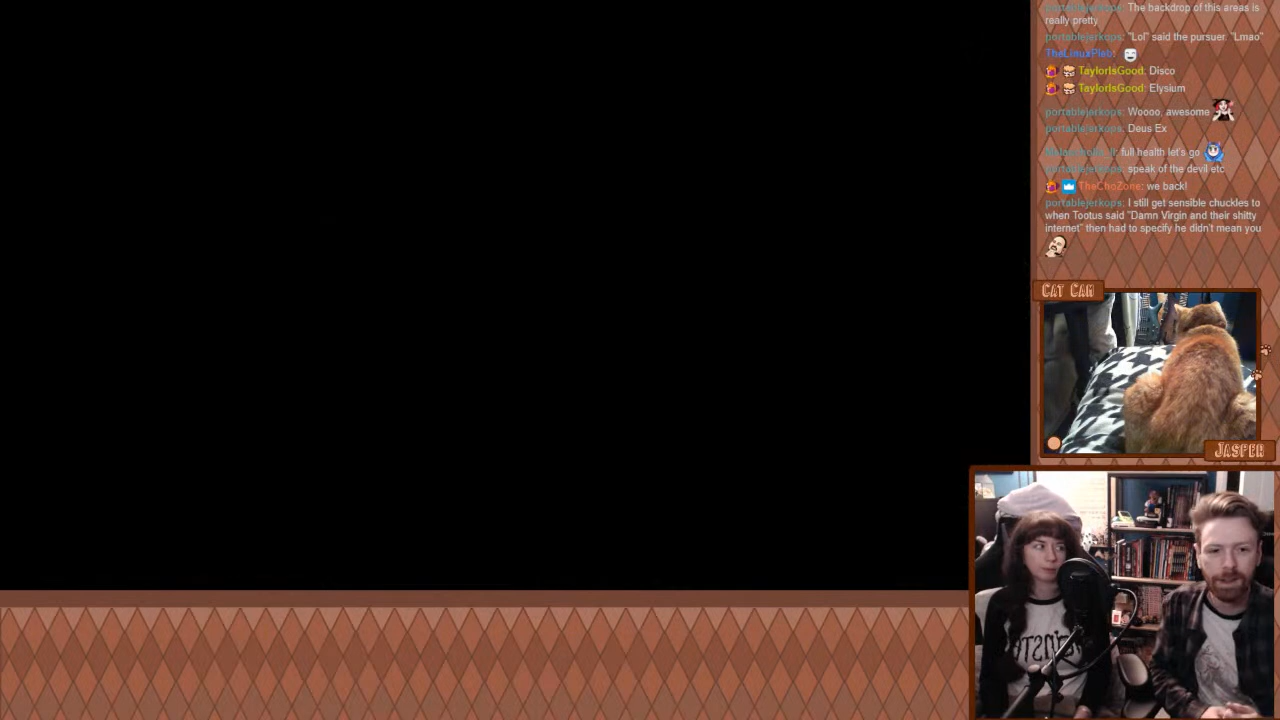 portablejerkops: The backdrop of this areas is
really pretty
portablejerkops: "Lol" said the pursuer. "Lmao"
TheLinuxPleb:
TaylorIsGood: Disco
TaylorIsGood: Elysium
portablejerkops: Woooo, awesome
portablejerkops: Deus Ex
full health let's go
portablejerkops: speak of the devil etc
TheChoZone: we back!
portablejerkops: I still get sensible chuckles to
when Tootus said "Damn Virgin and their shitty
internet" then had to specify he didn't mean you
CAT CAM
JASPER